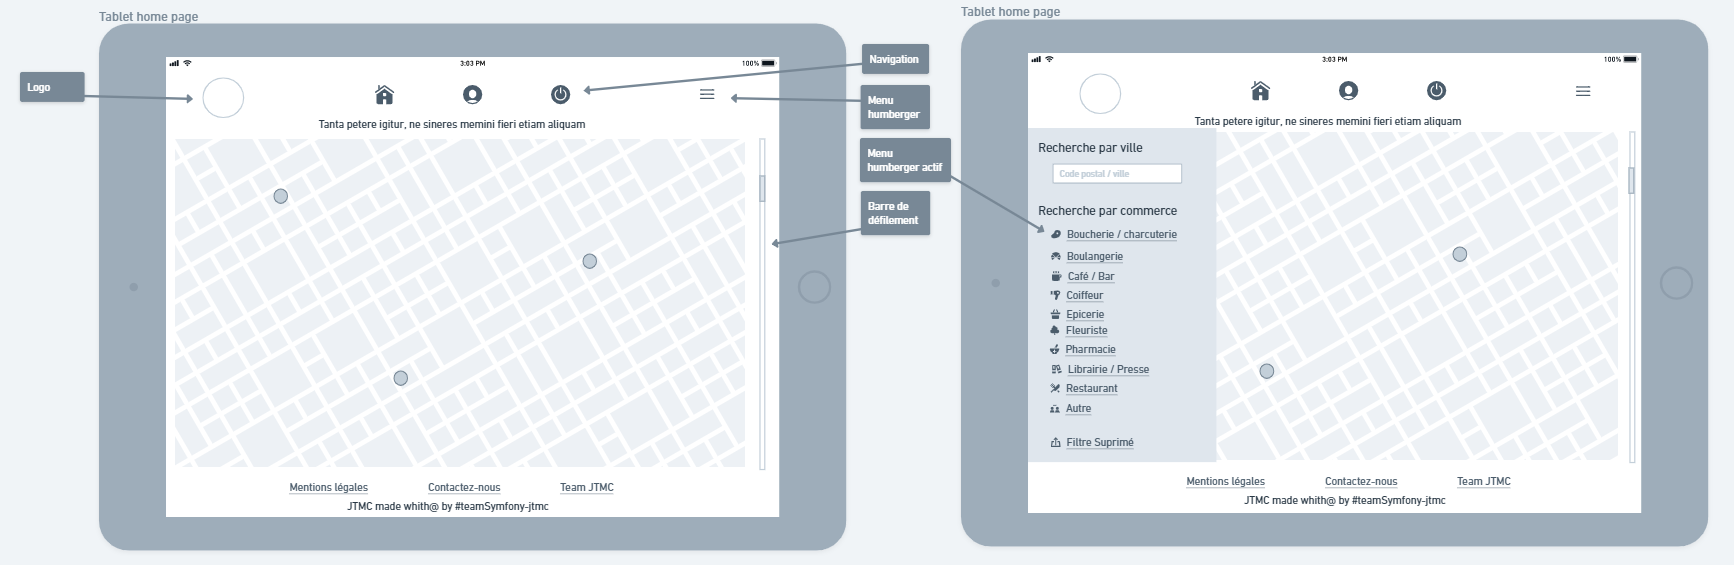 Tablet home page
3:03 PM
100%
Logo
Tanta petere igitur, ne sineres memini fieri etiam aliquam
Mentions légales
Contactez-nous
Team JTMC
JTMC made whith@ by #teamSymfony-jtmc
Navigation
Menu
humberger
Menu
humberger actif
Barre de
défilement
Tablet home page
3:03 PM
100%
Tanta petere igitur, ne sineres memini fieri etiam aliquam
Recherche par ville
Code postal / ville
Recherche par commerce
Boucherie / charcuterie
Boulangerie
Café / Bar
Coiffeur
Epicerie
Fleuriste
Pharmacie
Librairie / Presse
Restaurant
Autre
Filtre Suprimé
Mentions légales
Contactez-nous
Team JTMC
JTMC made whith@ by #teamSymfony-jtmc